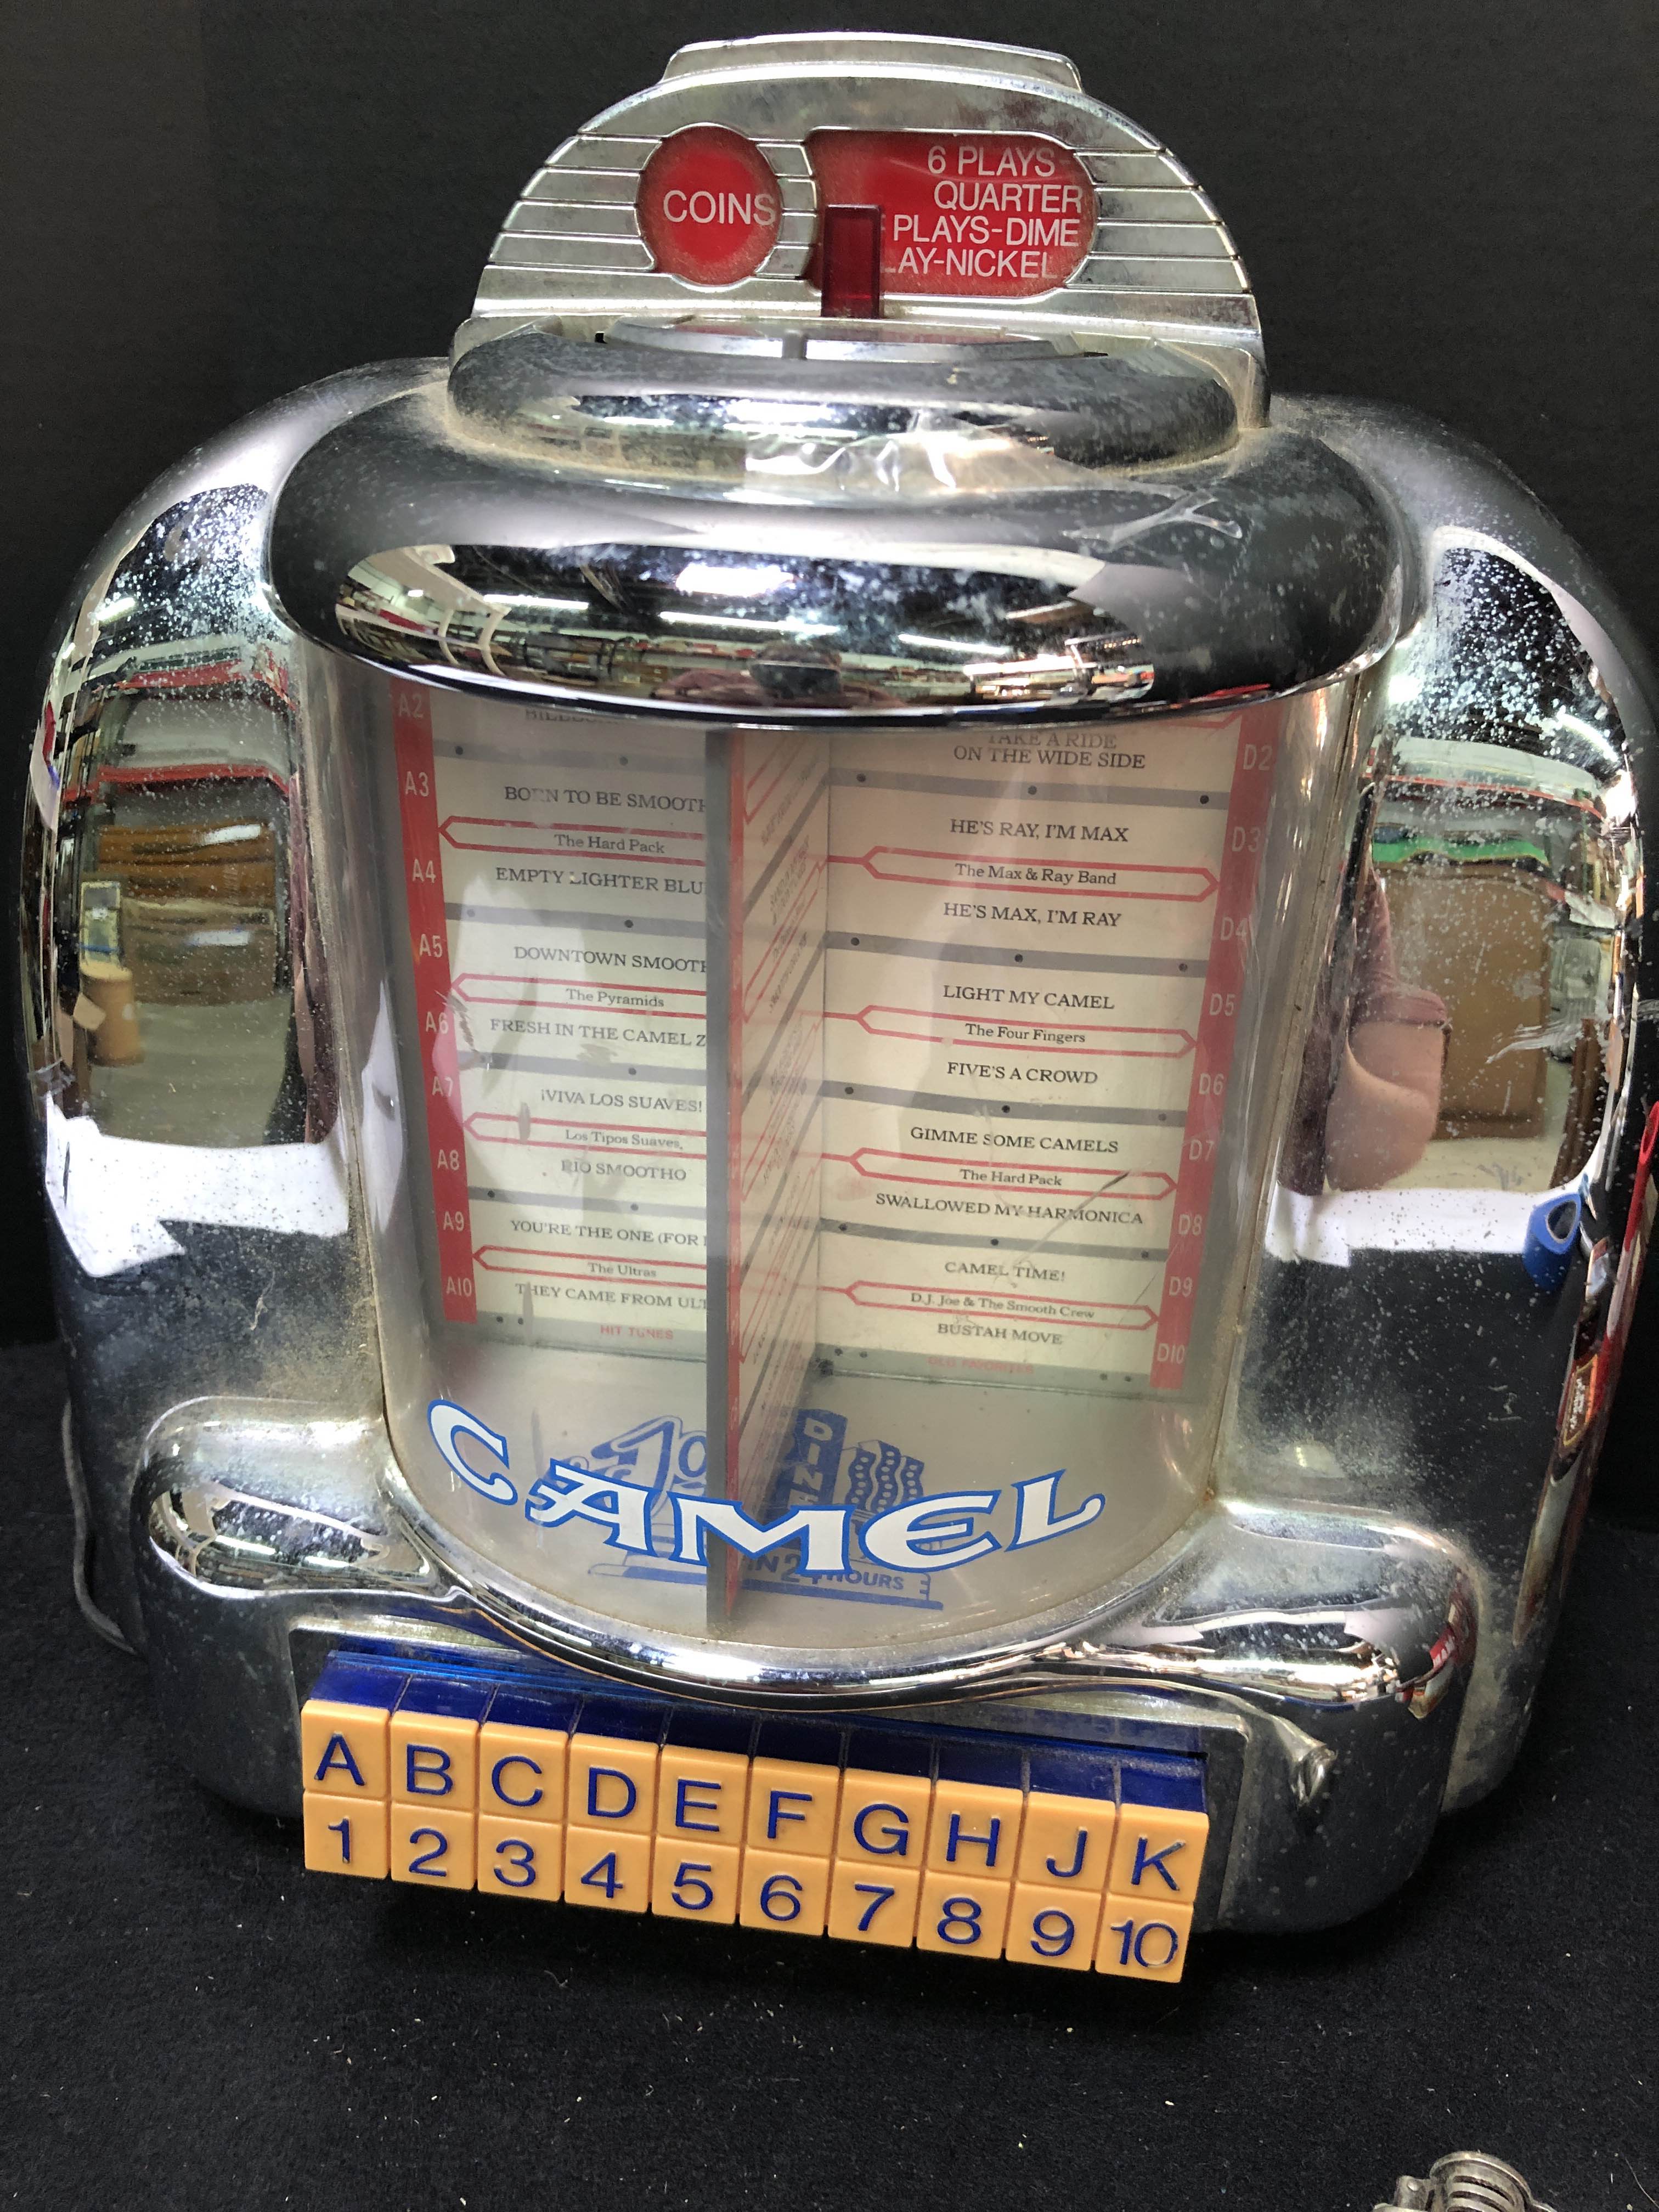 COINS
6 PLAYS
QUARTER
PLAYS-DIME
AY-NICKEL
A2
A3
BORN TO BE SMOOTH
The Hard Pack
A4
EMPTY LIGHTER BLU
A5
DOWNTOWN SMOOTH
The Pyramids
A6
FRESH IN THE CAMEL Z
A7
¡VIVA LOS SUAVES!
Los Tipos Suaves
A8
RIO SMOOTHO
A9
YOU'RE THE ONE (FOR
The Ultras
A10
THEY CAME FROM ULT
HIT TUNES
TAKE A RIDE
ON THE WIDE SIDE
D2
HE'S RAY, I'M MAX
D3
The Max & Ray Band
HE'S MAX, I'M RAY
D4
LIGHT MY CAMEL
D5
The Four Fingers
FIVE'S A CROWD
D6
GIMME SOME CAMELS
D7
The Hard Pack
SWALLOWED MY HARMONICA
D8
CAMEL TIME!
D9
D.J. Joe & The Smooth Crew
BUSTAH MOVE
D10
OLD FAVORITES
CAMEL
DINE
HOURS
A B C D E F G H J K
1 2 3 4 5 6 7 8 9 10